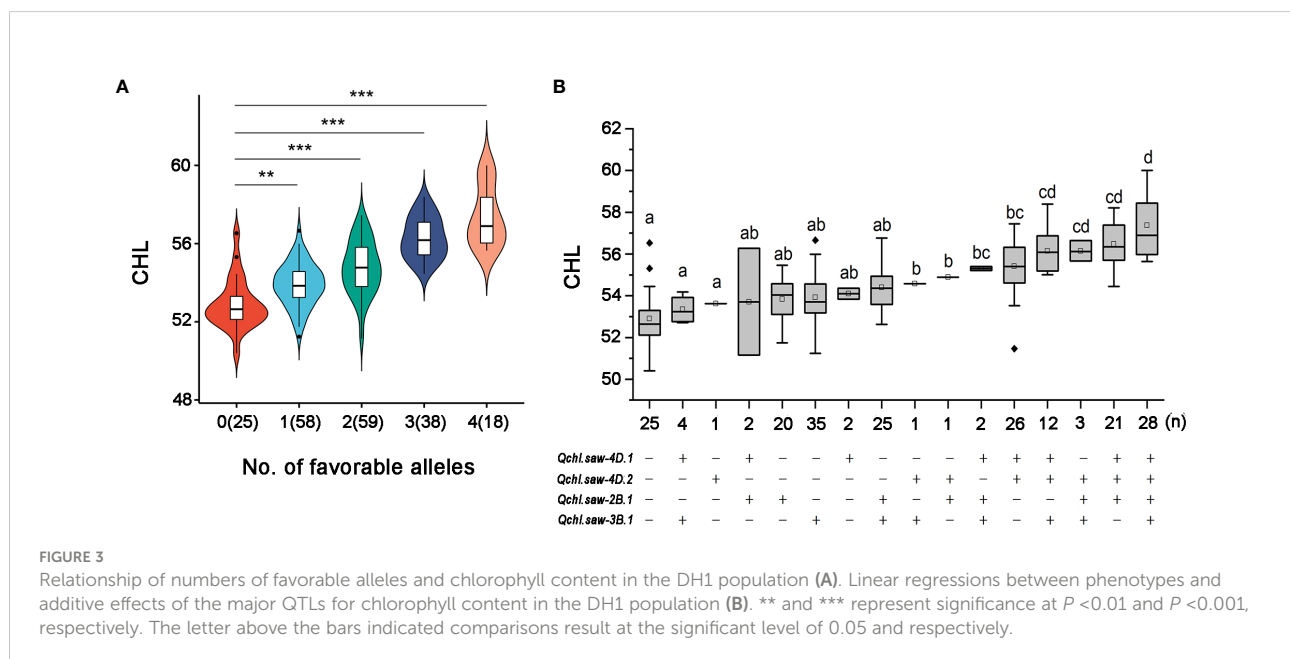 A
CHL
60
56
52
48
***
***
***
**
0(25) 1(58) 2(59) 3(38) 4(18)
No. of favorable alleles
B
CHL
62
60
58
56
54
52
50
a a a ab ab ab ab ab b b bc bc cd cd cd d
25 4 1 2 20 35 2 25 1 1 2 26 12 3 21 28 (n)
Qchl.saw-4D.1 − + − + − − + − − − + + + − + +
Qchl.saw-4D.2 − − + − − − − − + + − + + + + +
Qchl.saw-2B.1 − − − + + − − + − + + − − + + +
Qchl.saw-3B.1 − + − − − + − + + − + − + + − +
FIGURE 3
Relationship of numbers of favorable alleles and chlorophyll content in the DH1 population (A). Linear regressions between phenotypes and
additive effects of the major QTLs for chlorophyll content in the DH1 population (B). ** and *** represent significance at P <0.01 and P <0.001,
respectively. The letter above the bars indicated comparisons result at the significant level of 0.05 and respectively.